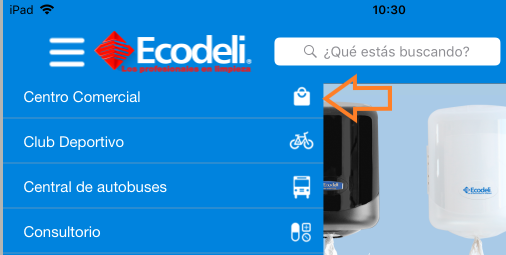 iPad 10:30
Ecodeli®
Los profesionales en limpieza
¿Qué estás buscando?
Centro Comercial
Club Deportivo
Central de autobuses
Consultorio
Ecodeli
Ecodeli